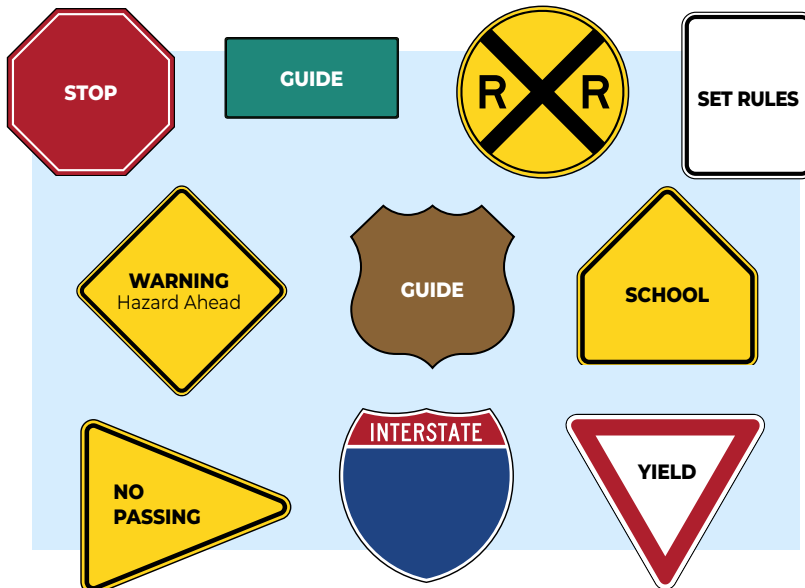 STOP
GUIDE
R R
SET RULES
WARNING
Hazard Ahead
GUIDE
SCHOOL
NO
PASSING
INTERSTATE
YIELD